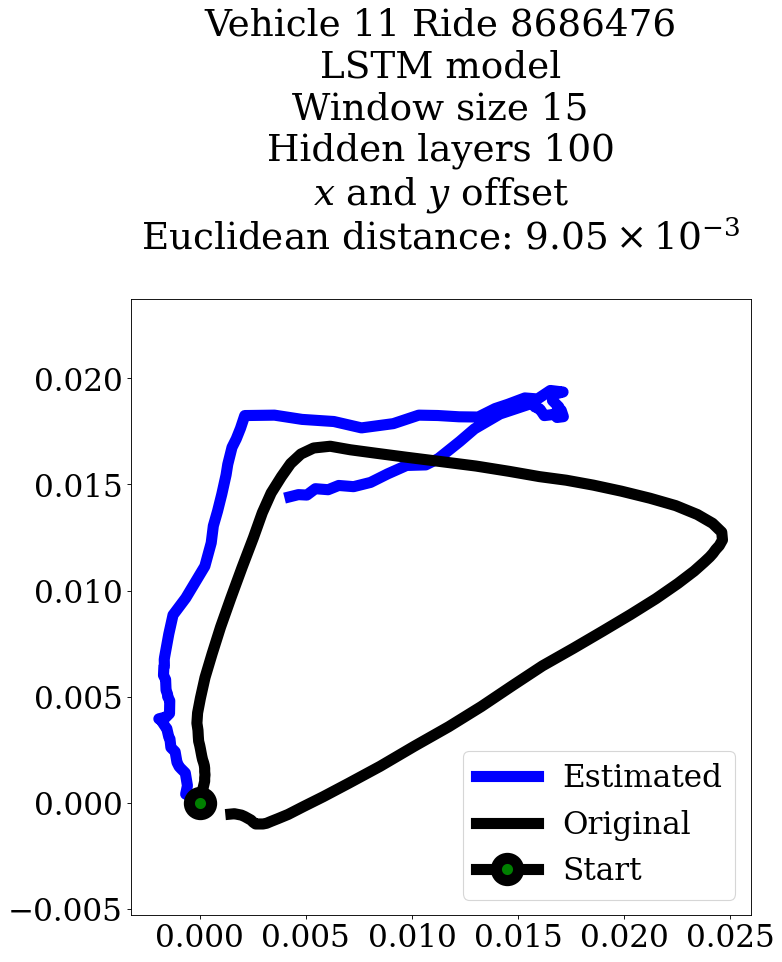 Vehicle 11 Ride 8686476
LSTM model
Window size 15
Hidden layers 100
x and y offset
Euclidean distance: 9.05 × 10⁻³
0.020
0.015
0.010
0.005
0.000
−0.005
Estimated
Original
Start
0.000 0.005 0.010 0.015 0.020 0.025